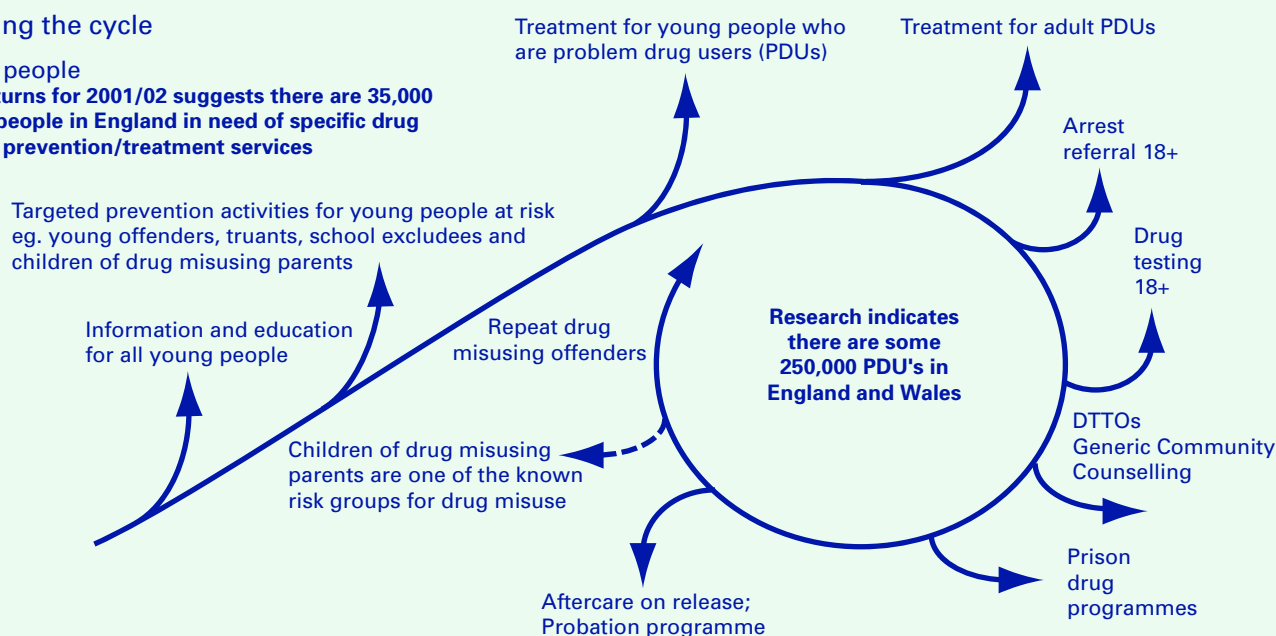 ng the cycle
people
turns for 2001/02 suggests there are 35,000
people in England in need of specific drug
prevention/treatment services
Treatment for young people who
are problem drug users (PDUs)
Treatment for adult PDUs
Arrest
referral 18+
Targeted prevention activities for young people at risk
eg. young offenders, truants, school excludees and
children of drug misusing parents
Drug
testing
18+
Information and education
for all young people
Repeat drug
misusing offenders
Research indicates
there are some
250,000 PDU's in
England and Wales
DTTOs
Generic Community
Counselling
Children of drug misusing
parents are one of the known
risk groups for drug misuse
Prison
drug
programmes
Aftercare on release;
Probation programme